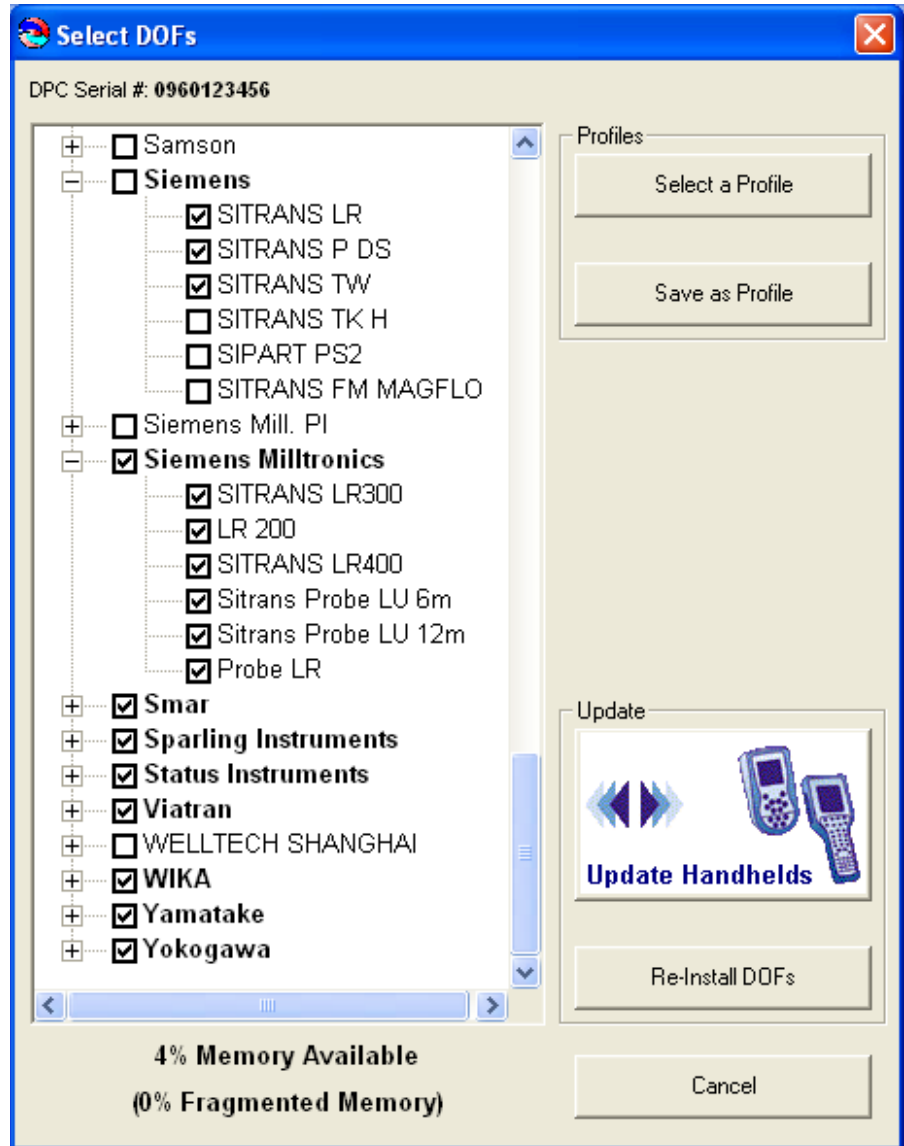 Select DOFs
DPC Serial #: 0960123456
Samson
Siemens
SITRANS LR
SITRANS P DS
SITRANS TW
SITRANS TK H
SIPART PS2
SITRANS FM MAGFLO
Siemens Mill. PI
Siemens Milltronics
SITRANS LR300
LR 200
SITRANS LR400
Sitrans Probe LU 6m
Sitrans Probe LU 12m
Probe LR
Smar
Sparling Instruments
Status Instruments
Viatran
WELLTECH SHANGHAI
WIKA
Yamatake
Yokogawa
4% Memory Available
(0% Fragmented Memory)
Profiles
Select a Profile
Save as Profile
Update
Update Handhelds
Re-Install DOFs
Cancel